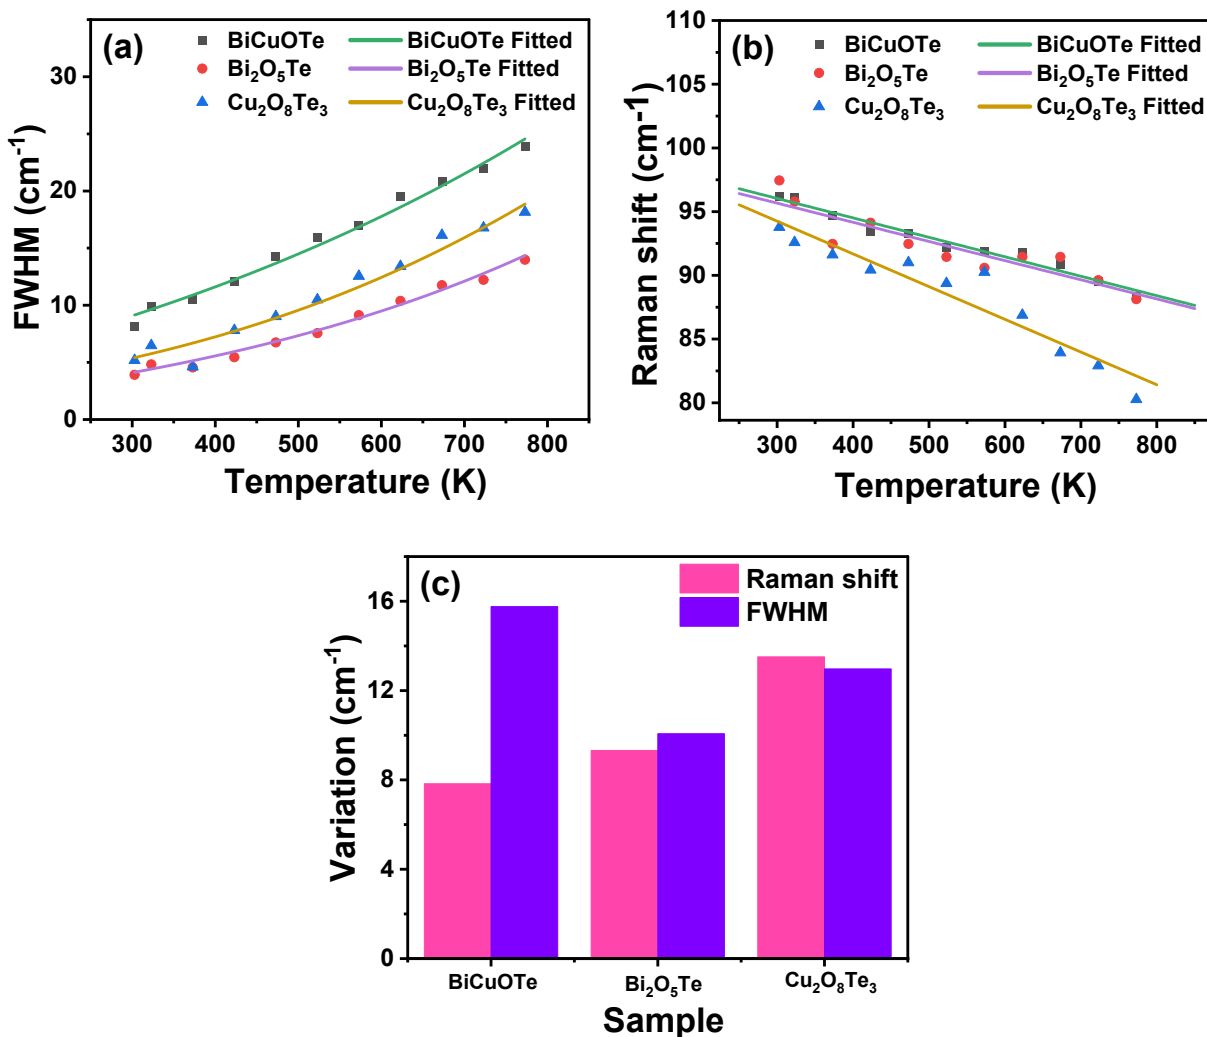 (a)
BiCuOTe
BiCuOTe Fitted
Bi₂O₅Te
Bi₂O₅Te Fitted
Cu₂O₈Te₃
Cu₂O₈Te₃ Fitted
30
20
10
0
FWHM (cm⁻¹)
300 400 500 600 700 800
Temperature (K)
(b)
BiCuOTe
BiCuOTe Fitted
Bi₂O₅Te
Bi₂O₅Te Fitted
Cu₂O₈Te₃
Cu₂O₈Te₃ Fitted
110
105
100
95
90
85
80
Raman shift (cm⁻¹)
300 400 500 600 700 800
Temperature (K)
(c)
Raman shift
FWHM
16
12
8
4
0
Variation (cm⁻¹)
BiCuOTe Bi₂O₅Te Cu₂O₈Te₃
Sample